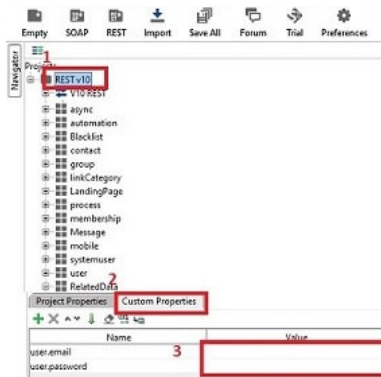 Empty SOAP REST Import Save All Forum Trial Preferences
Navigator
1
Projects
REST v10
V10 REST
async
automation
Blacklist
contact
group
linkCategory
LandingPage
process
membership
Message
mobile
systemuser
user
RelatedData
2
Project Properties Custom Properties
Name Value
3
user.email
user.password